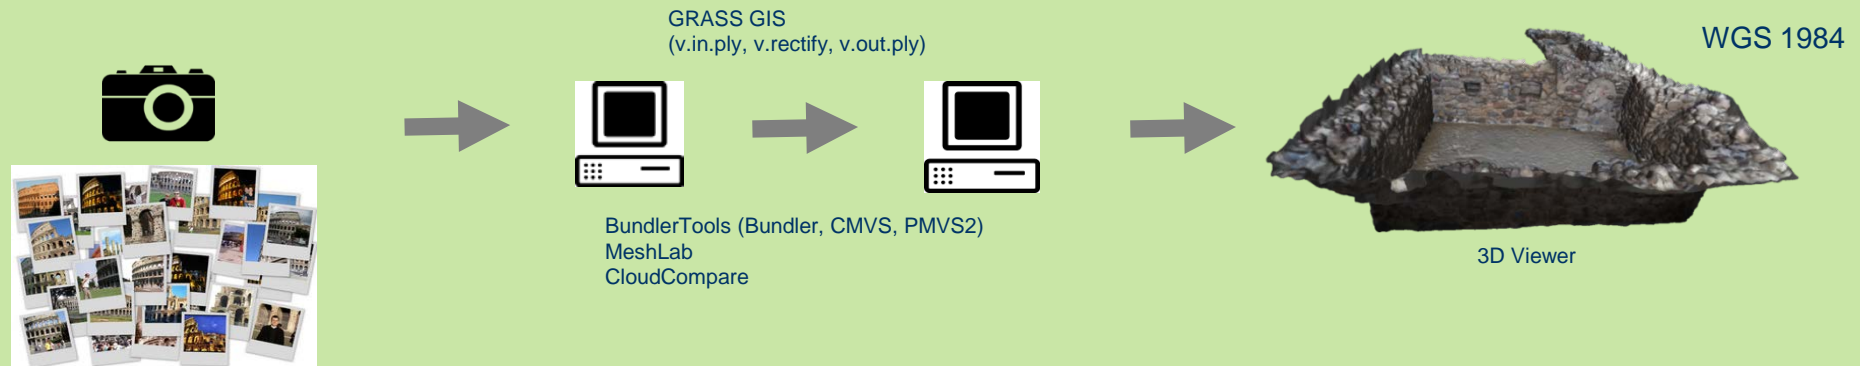 GRASS GIS
(v.in.ply, v.rectify, v.out.ply)
WGS 1984
BundlerTools (Bundler, CMVS, PMVS2)
MeshLab
CloudCompare
3D Viewer